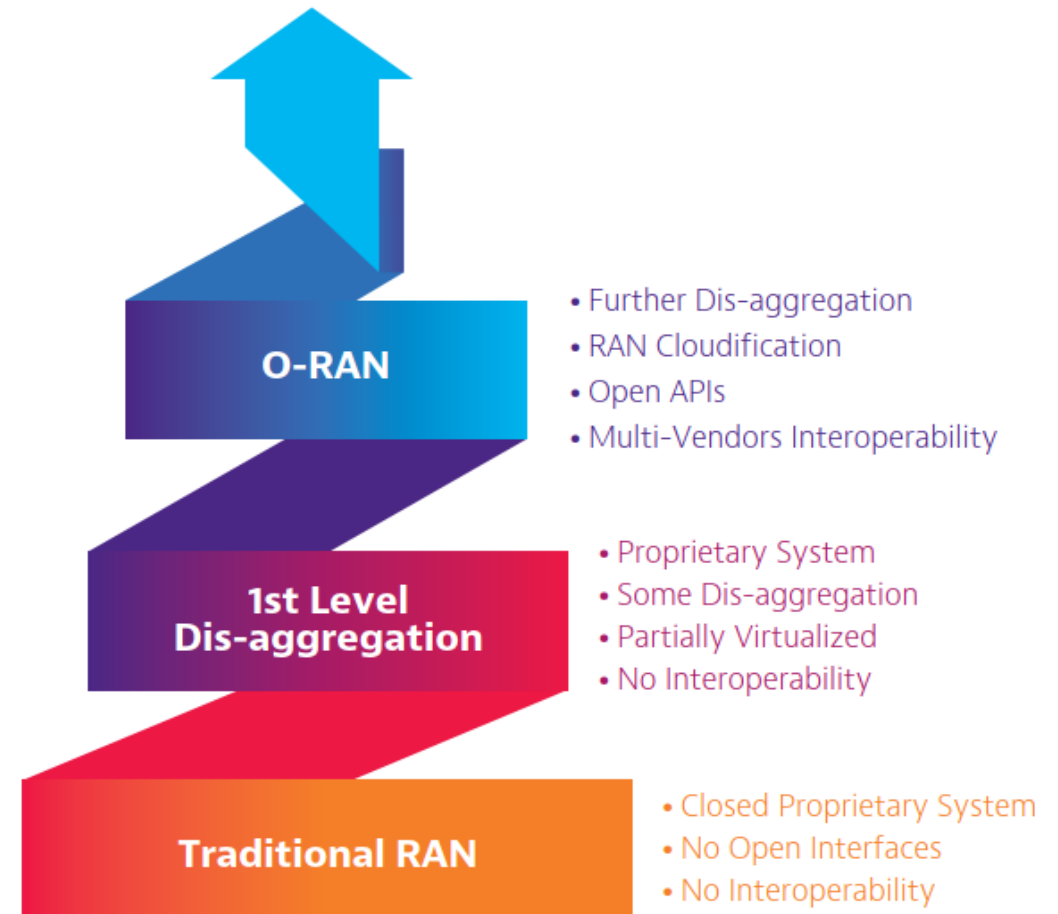 O-RAN
• Further Dis-aggregation
• RAN Cloudification
• Open APIs
• Multi-Vendors Interoperability
1st Level
Dis-aggregation
• Proprietary System
• Some Dis-aggregation
• Partially Virtualized
• No Interoperability
Traditional RAN
• Closed Proprietary System
• No Open Interfaces
• No Interoperability